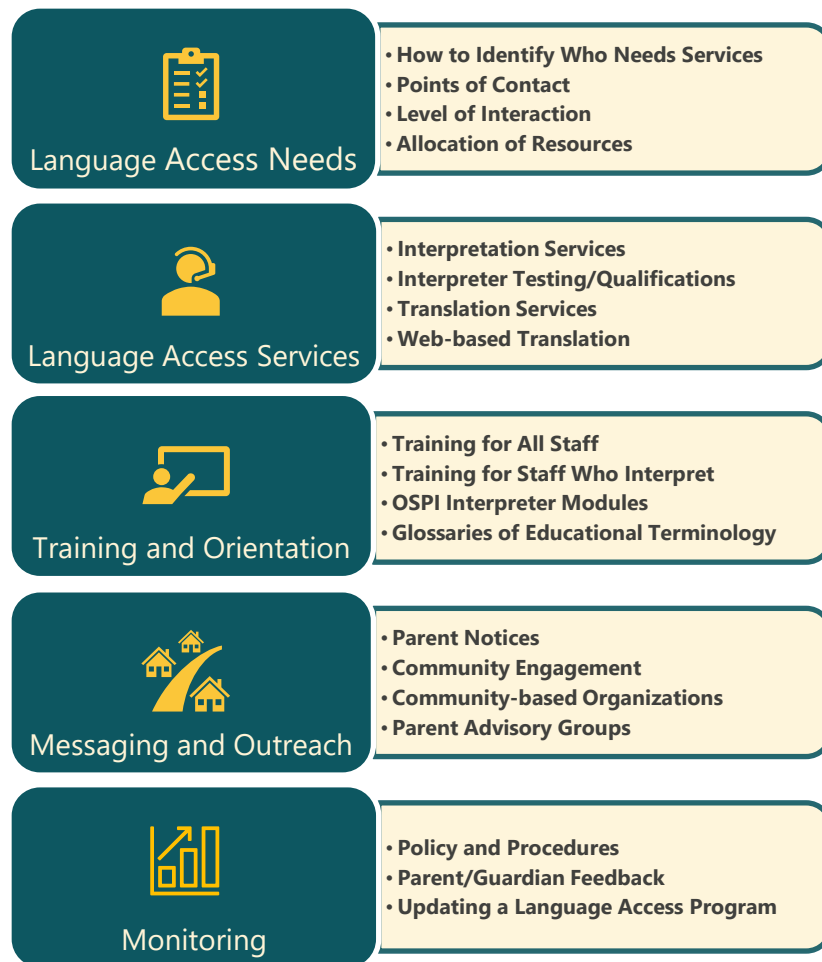 Language Access Needs
• How to Identify Who Needs Services
• Points of Contact
• Level of Interaction
• Allocation of Resources
Language Access Services
• Interpretation Services
• Interpreter Testing/Qualifications
• Translation Services
• Web-based Translation
Training and Orientation
• Training for All Staff
• Training for Staff Who Interpret
• OSPI Interpreter Modules
• Glossaries of Educational Terminology
Messaging and Outreach
• Parent Notices
• Community Engagement
• Community-based Organizations
• Parent Advisory Groups
Monitoring
• Policy and Procedures
• Parent/Guardian Feedback
• Updating a Language Access Program